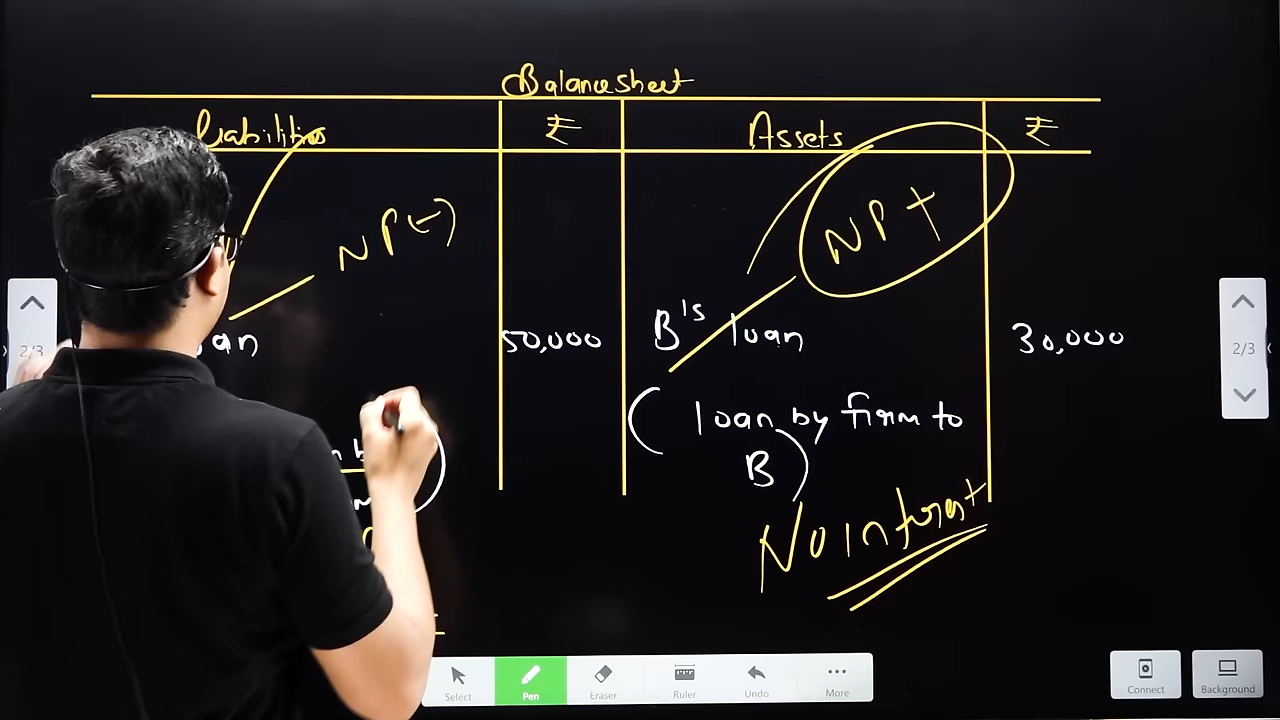 Balancesheet
Liabilities ₹ Assets ₹
NP(-) NP+
50,000 B's loan 30,000
(loan by firm to
B)
No interest
2/3
2/3
Select Pen Eraser Ruler Undo More
Connect Background